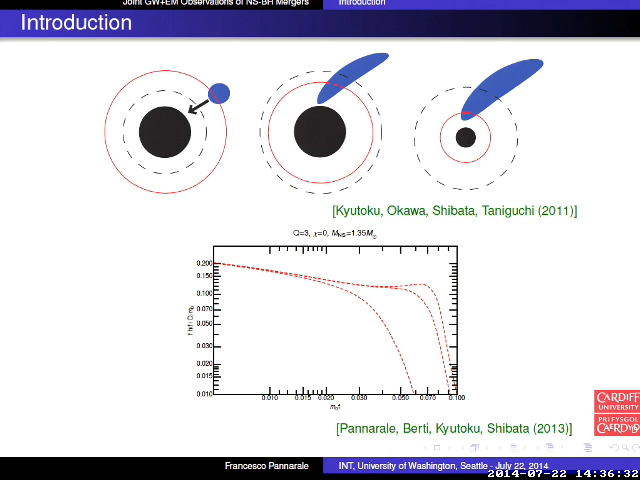 Joint GW+EM Observations of NS-BH Mergers Introduction
Introduction
[Kyutoku, Okawa, Shibata, Taniguchi (2011)]
Q=3, χ=0, M_NS=1.35M_⊙
0.200
0.150
0.100
0.070
0.050
0.030
0.020
0.015
0.010
0.010 0.015 0.020 0.030 0.050 0.070 0.100
[Pannarale, Berti, Kyutoku, Shibata (2013)]
CARDIFF
UNIVERSITY
PRIFYSGOL
CAERDYDD
Francesco Pannarale INT, University of Washington, Seattle - July 22, 2014
2014-07-22 14:36:32